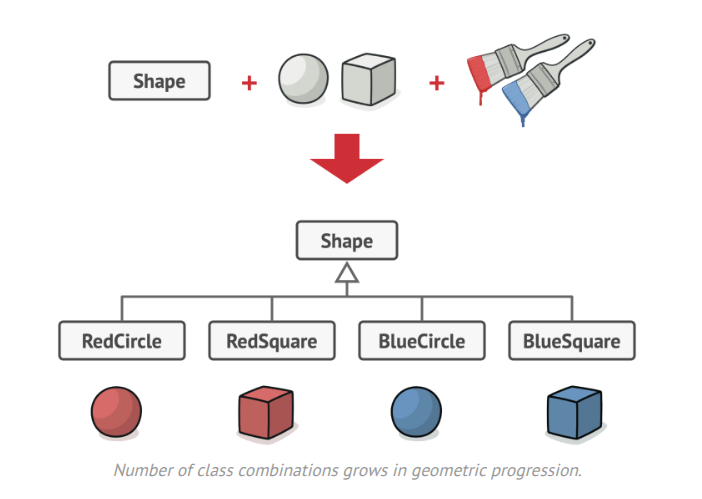 Shape + +
Shape
RedCircle RedSquare BlueCircle BlueSquare
Number of class combinations grows in geometric progression.